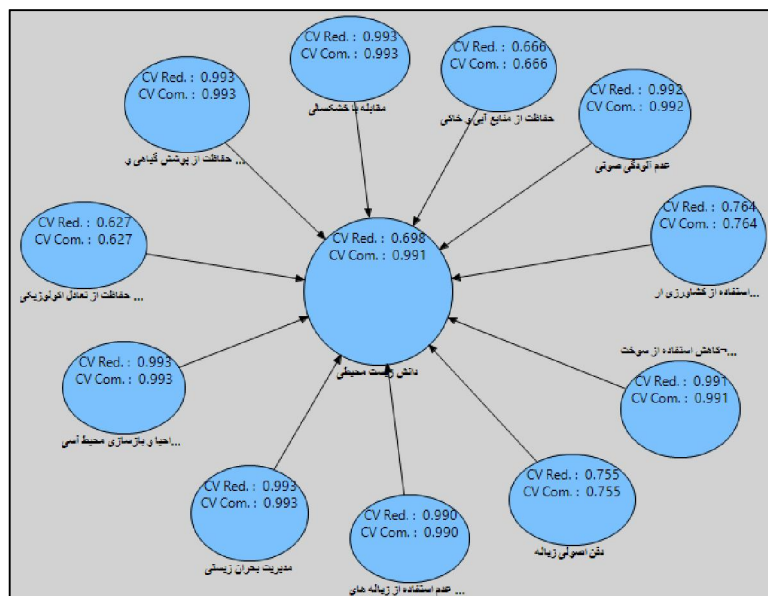 CV Red. : 0.993
CV Com. : 0.993
مقابله با خشکسالی
CV Red. : 0.666
CV Com. : 0.666
حفاظت از منابع آبی و خاکی
CV Red. : 0.993
CV Com. : 0.993
حفاظت از پوشش گیاهی و ...
CV Red. : 0.992
CV Com. : 0.992
عدم آلودگی صوتی
CV Red. : 0.764
CV Com. : 0.764
استفاده از کشاورزی ار...
CV Red. : 0.627
CV Com. : 0.627
حفاظت از تعادل اکولوژیکی ...
CV Red. : 0.698
CV Com. : 0.991
دانش زیست محیطی
کاهش استفاده از سوخت¬...
CV Red. : 0.991
CV Com. : 0.991
CV Red. : 0.993
CV Com. : 0.993
احیا و بازسازی محیط آسی...
CV Red. : 0.755
CV Com. : 0.755
دفن اصولی زباله
CV Red. : 0.993
CV Com. : 0.993
مدیریت بحران زیستی
CV Red. : 0.990
CV Com. : 0.990
عدم استفاده از زباله های ...